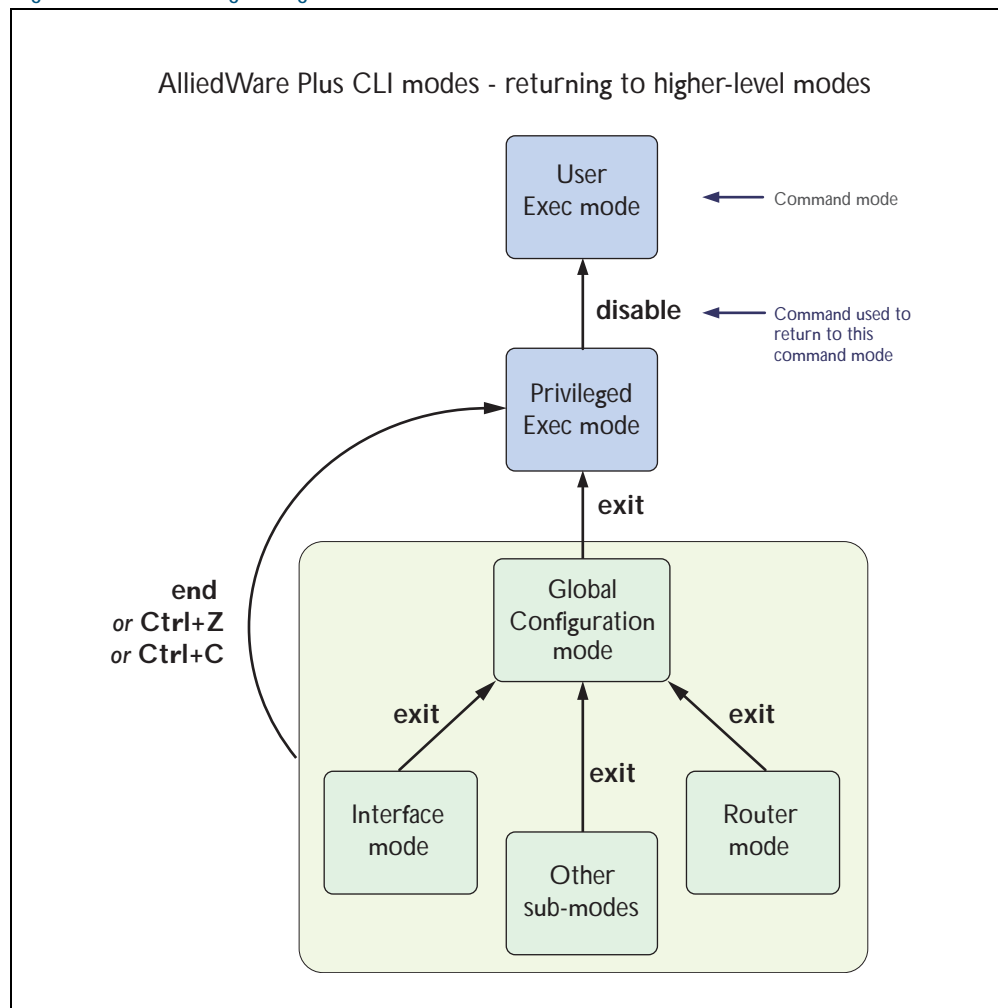 AlliedWare Plus CLI modes - returning to higher-level modes
User
Exec mode
Command mode
disable
Command used to
return to this
command mode
Privileged
Exec mode
exit
end
or Ctrl+Z
or Ctrl+C
Global
Configuration
mode
exit
exit
exit
Interface
mode
Other
sub-modes
Router
mode